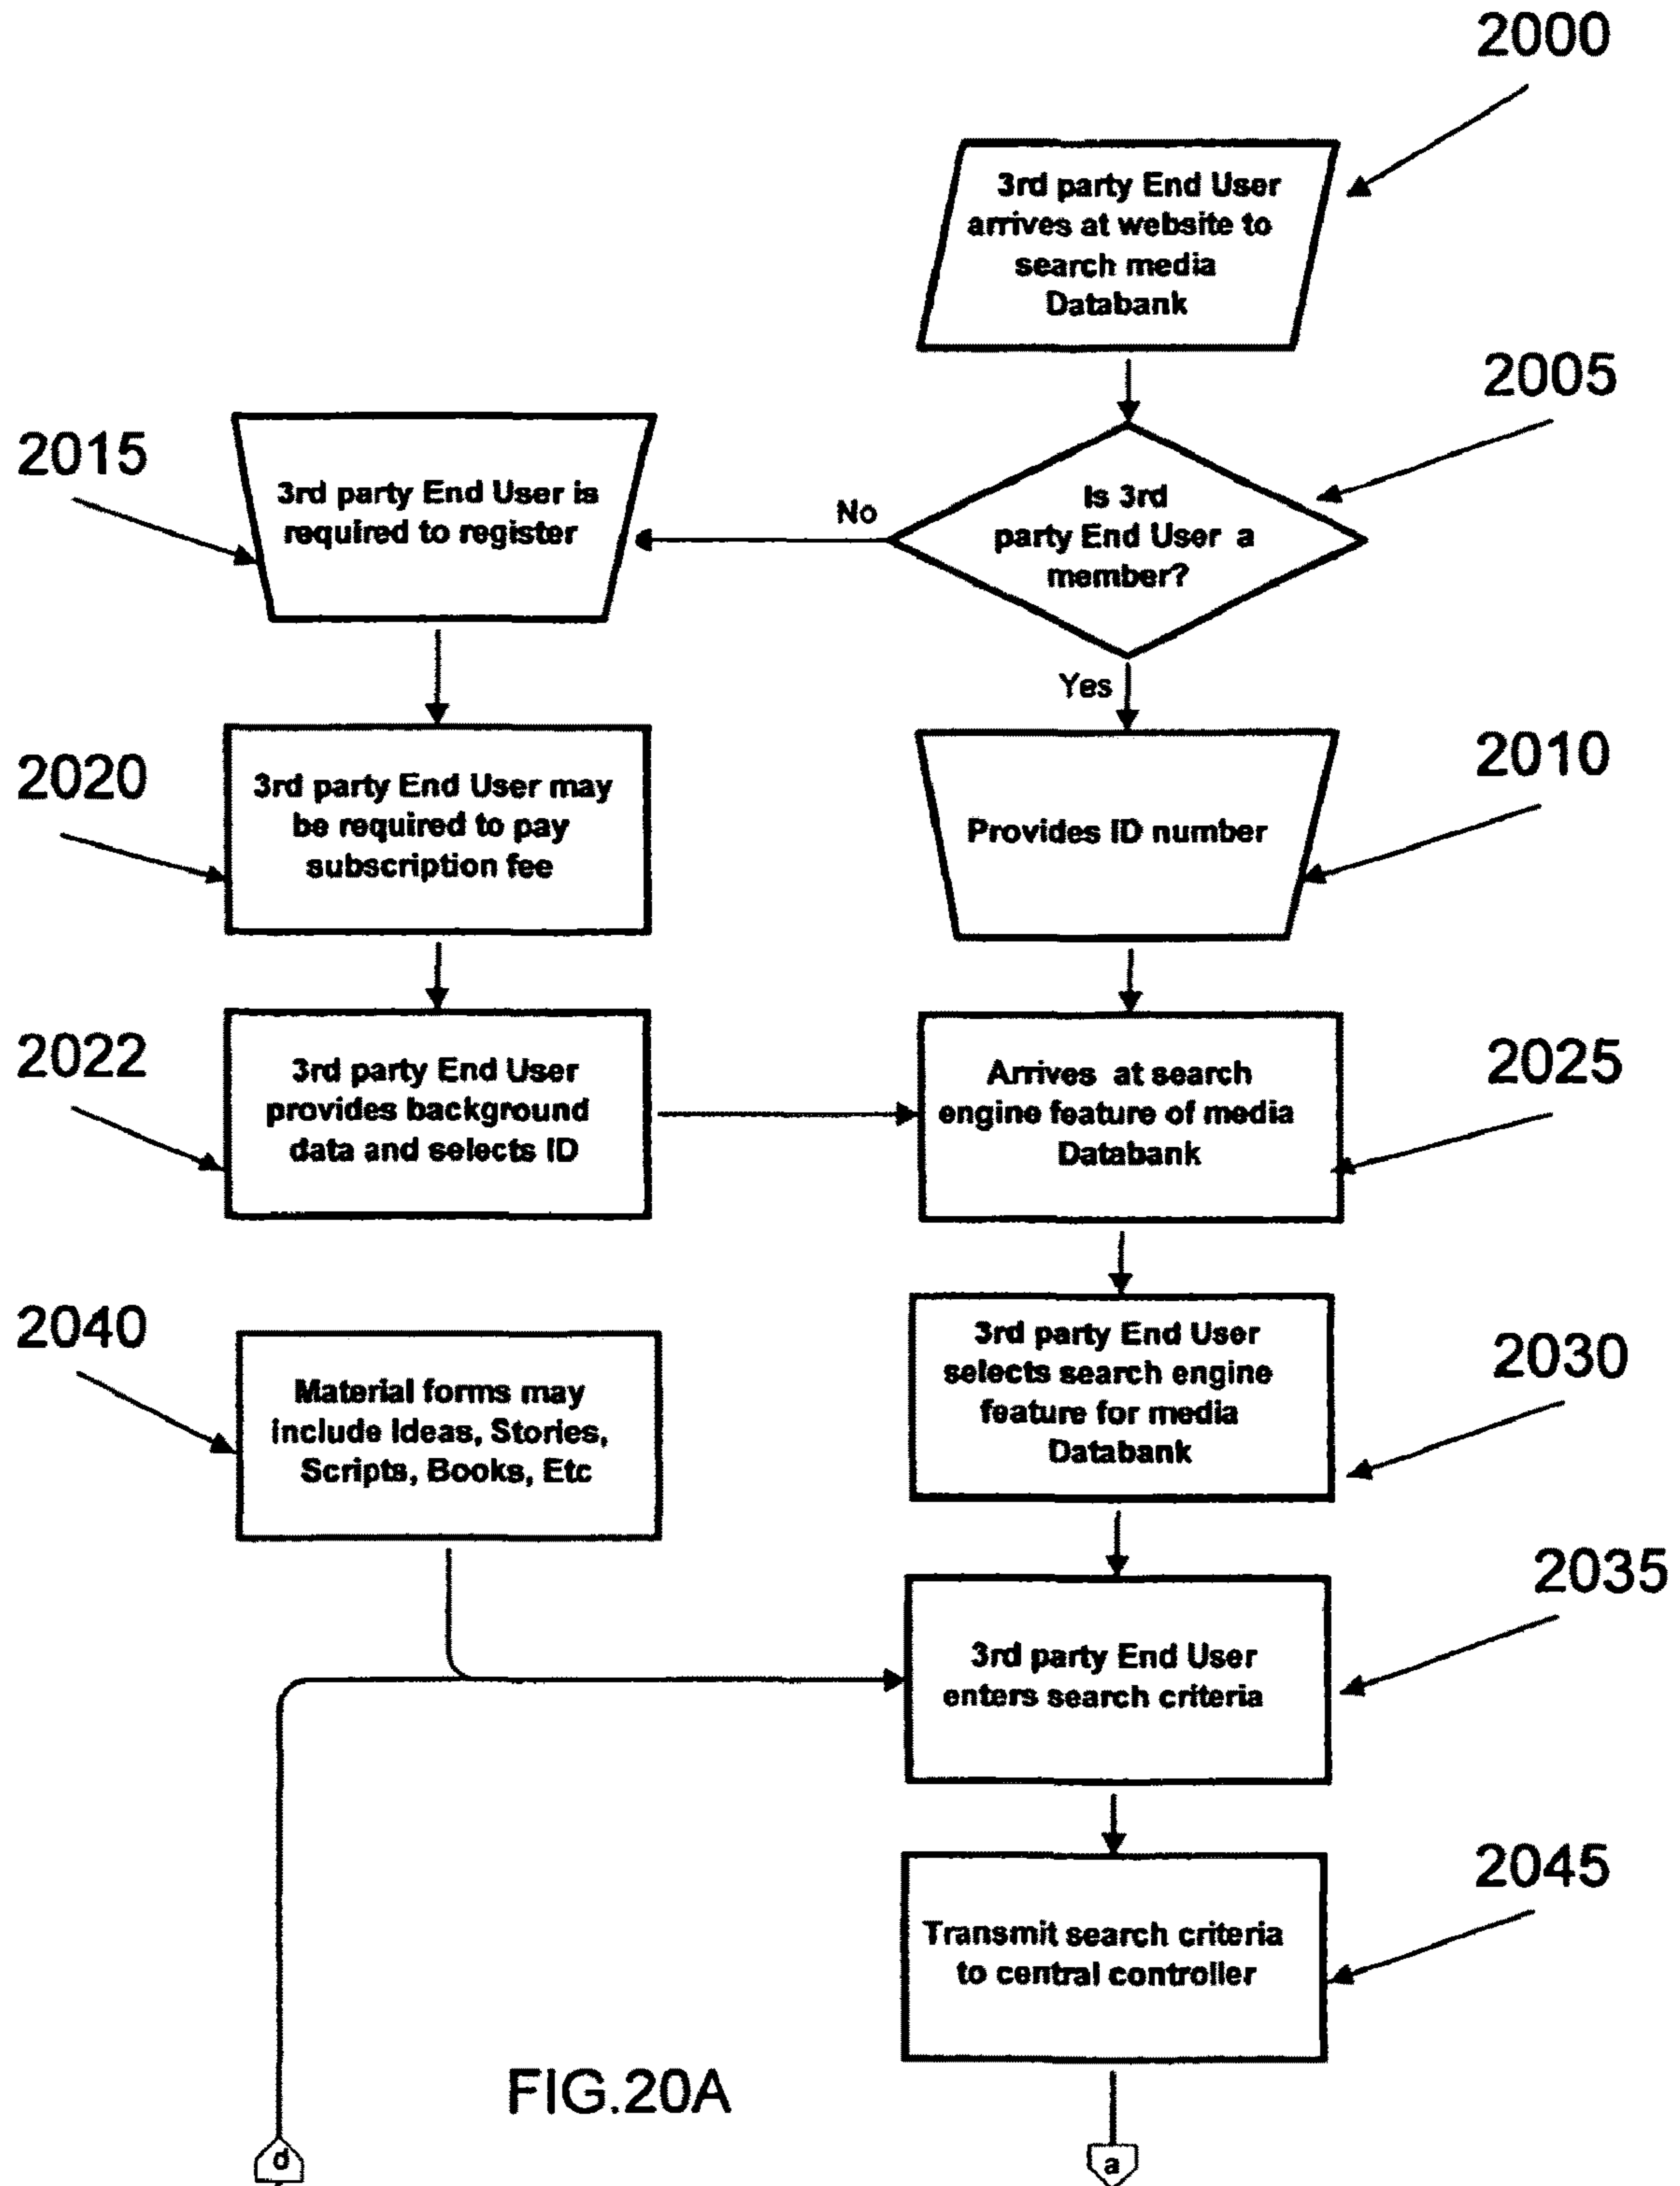 2000
3rd party End User
arrives at website to
search media
Databank
2005
Is 3rd
party End User a
member?
No
Yes
2015
3rd party End User is
required to register
2010
Provides ID number
2020
3rd party End User may
be required to pay
subscription fee
2022
3rd party End User
provides background
data and selects ID
2025
Arrives at search
engine feature of media
Databank
2030
3rd party End User
selects search engine
feature for media
Databank
2040
Material forms may
include Ideas, Stories,
Scripts, Books, Etc
2035
3rd party End User
enters search criteria
2045
Transmit search criteria
to central controller
FIG.20A
d
a